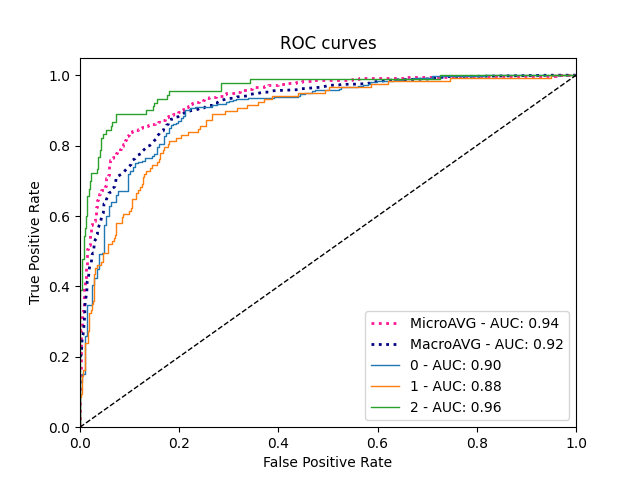 ROC curves
True Positive Rate
1.0
0.8
0.6
0.4
0.2
0.0
MicroAVG - AUC: 0.94
MacroAVG - AUC: 0.92
0 - AUC: 0.90
1 - AUC: 0.88
2 - AUC: 0.96
0.0 0.2 0.4 0.6 0.8 1.0
False Positive Rate